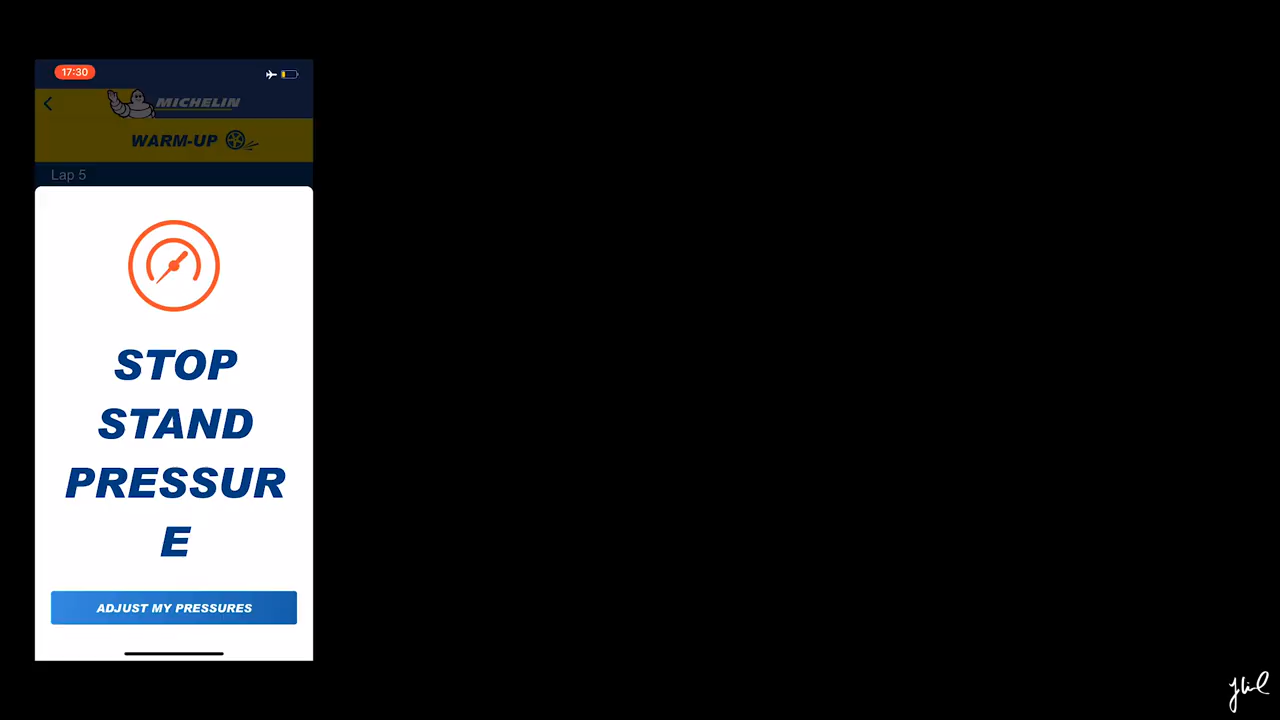 17:30
MICHELIN
WARM-UP
Lap 5
STOP
STAND
PRESSUR
E
ADJUST MY PRESSURES